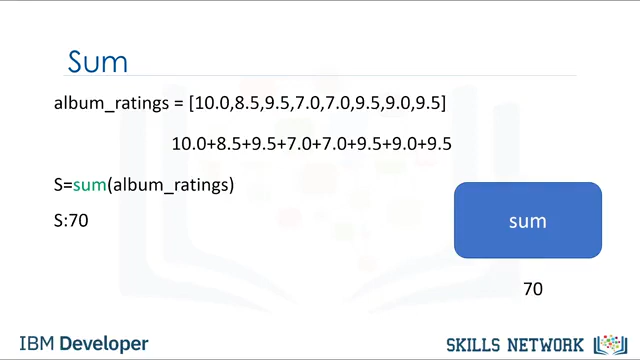 Sum
album_ratings = [10.0,8.5,9.5,7.0,7.0,9.5,9.0,9.5]
10.0+8.5+9.5+7.0+7.0+9.5+9.0+9.5
S=sum(album_ratings)
S:70
sum
70
IBM Developer
SKILLS NETWORK